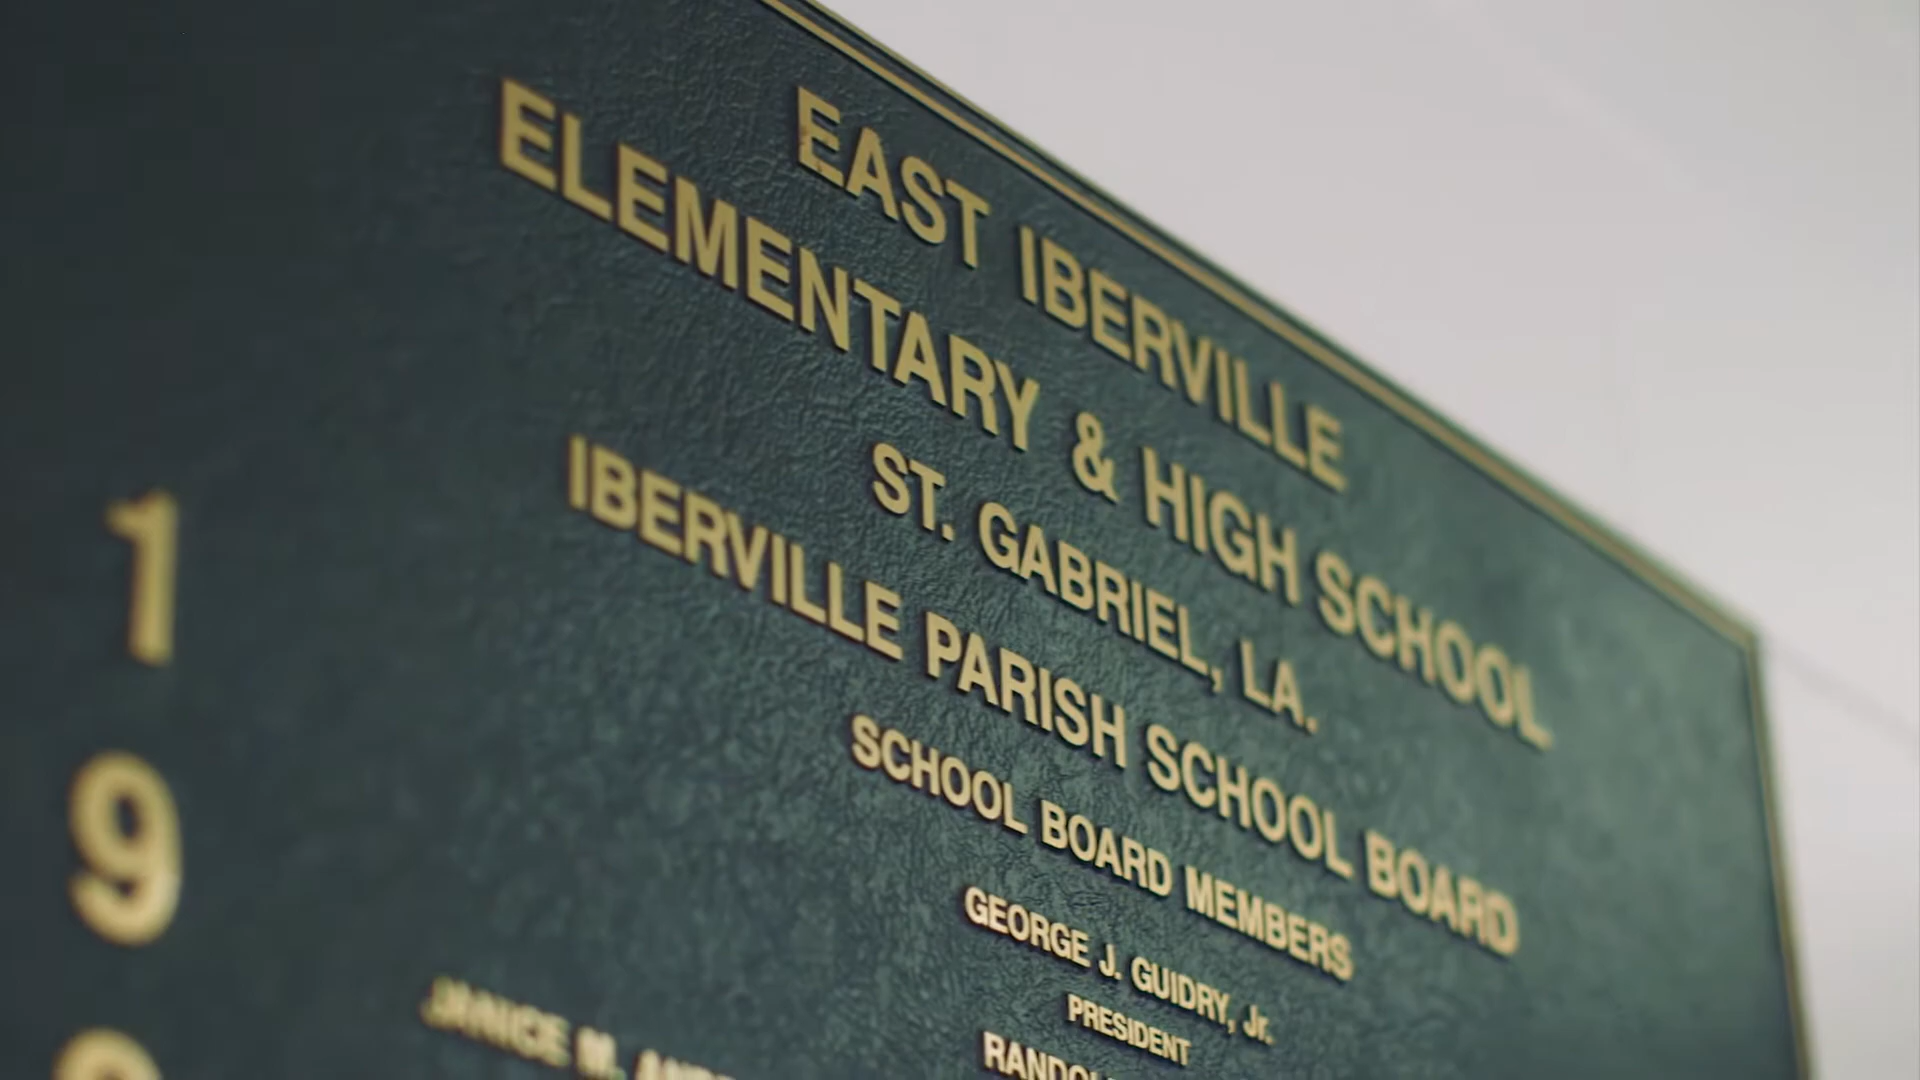 EAST IBERVILLE
ELEMENTARY & HIGH SCHOOL
ST. GABRIEL, LA.
IBERVILLE PARISH SCHOOL BOARD
SCHOOL BOARD MEMBERS
GEORGE J. GUIDRY, Jr.
PRESIDENT
JANICE M.
1
9